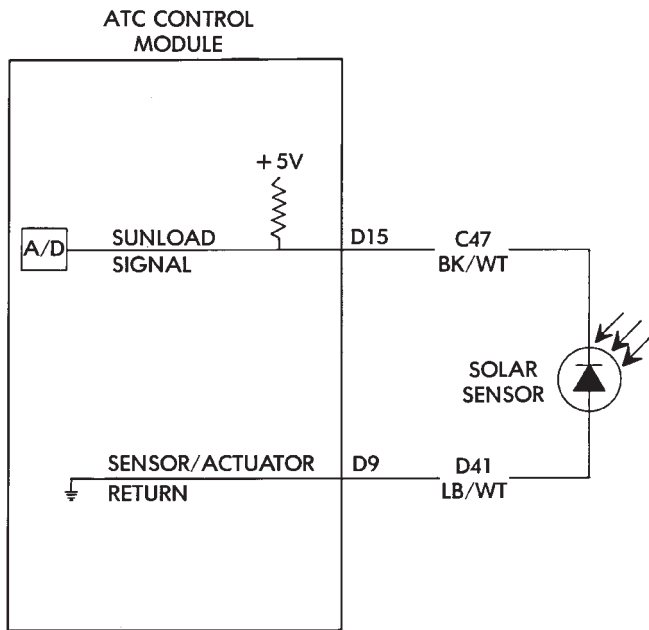 ATC CONTROL
MODULE
+5V
A/D
SUNLOAD
SIGNAL
D15
C47
BK/WT
SOLAR
SENSOR
SENSOR/ACTUATOR
RETURN
D9
D41
LB/WT